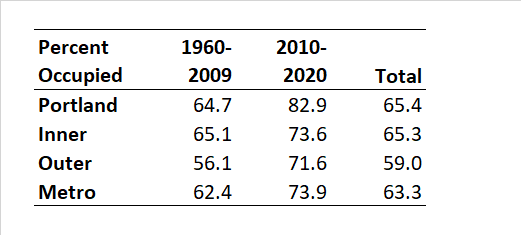 Percent 1960- 2010-
Occupied 2009 2020 Total
Portland 64.7 82.9 65.4
Inner 65.1 73.6 65.3
Outer 56.1 71.6 59.0
Metro 62.4 73.9 63.3